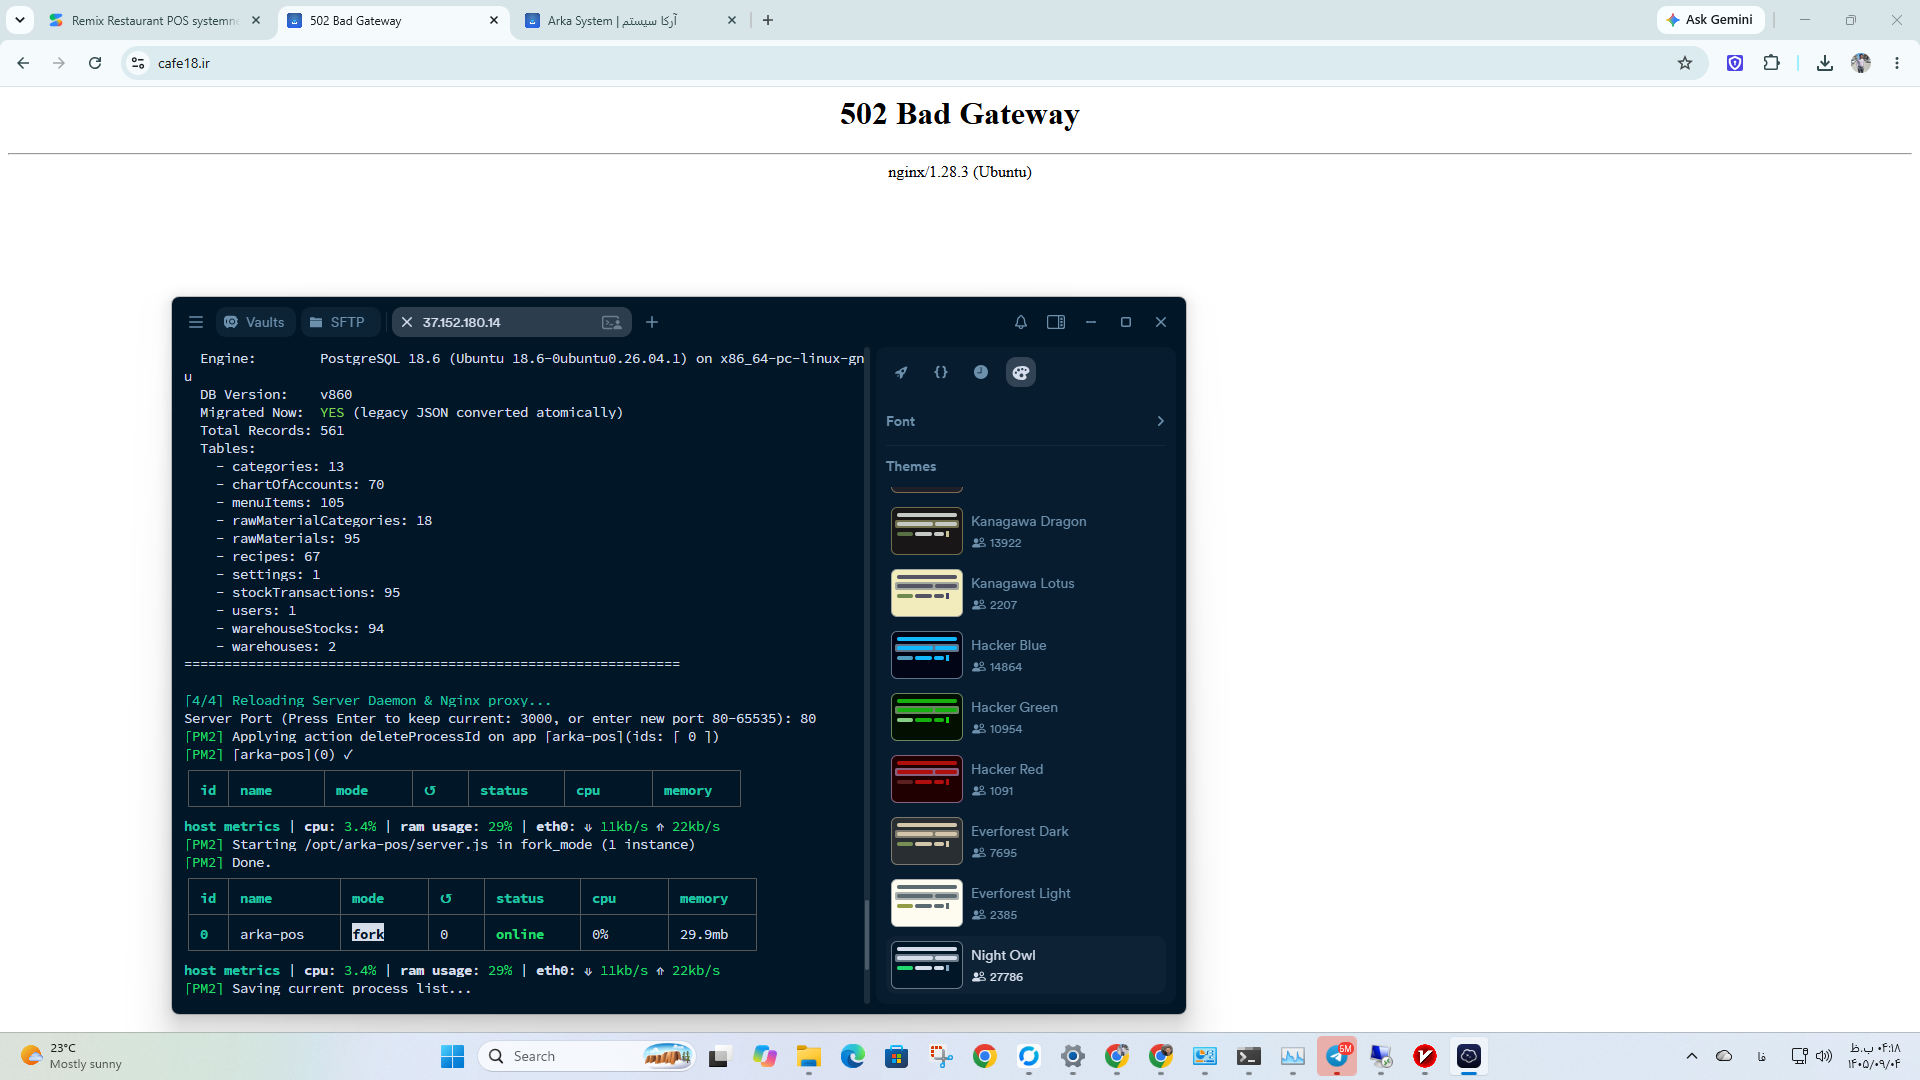 Remix Restaurant POS systemne
502 Bad Gateway
Arka System | آرکا سیستم
Ask Gemini
cafe18.ir
502 Bad Gateway
nginx/1.28.3 (Ubuntu)
Vaults
SFTP
37.152.180.14
Engine: PostgreSQL 18.6 (Ubuntu 18.6-0ubuntu0.26.04.1) on x86_64-pc-linux-gn
u
DB Version: v860
Migrated Now: YES (legacy JSON converted atomically)
Total Records: 561
Tables:
- categories: 13
- chartOfAccounts: 70
- menuItems: 105
- rawMaterialCategories: 18
- rawMaterials: 95
- recipes: 67
- settings: 1
- stockTransactions: 95
- users: 1
- warehouseStocks: 94
- warehouses: 2
==============================================================
[4/4] Reloading Server Daemon & Nginx proxy...
Server Port (Press Enter to keep current: 3000, or enter new port 80-65535): 80
[PM2] Applying action deleteProcessId on app [arka-pos](ids: [ 0 ])
[PM2] [arka-pos](0) ✓
id name mode ↺ status cpu memory
host metrics | cpu: 3.4% | ram usage: 29% | eth0: ⇓ 11kb/s ⇑ 22kb/s
[PM2] Starting /opt/arka-pos/server.js in fork_mode (1 instance)
[PM2] Done.
id name mode ↺ status cpu memory
0 arka-pos fork 0 online 0% 29.9mb
host metrics | cpu: 3.4% | ram usage: 29% | eth0: ⇓ 11kb/s ⇑ 22kb/s
[PM2] Saving current process list...
Font
Themes
Kanagawa Dragon
13922
Kanagawa Lotus
2207
Hacker Blue
14864
Hacker Green
10954
Hacker Red
1091
Everforest Dark
7695
Everforest Light
2385
Night Owl
27786
23°C
Mostly sunny
Search
6M
فا
۰۴:۱۸ ب.ظ
۱۴۰۵/۰۹/۰۴